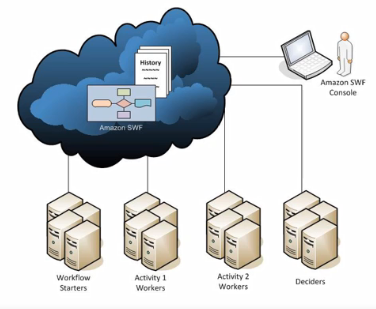 History
Amazon SWF
Amazon SWF
Console
Workflow
Starters
Activity 1
Workers
Activity 2
Workers
Deciders